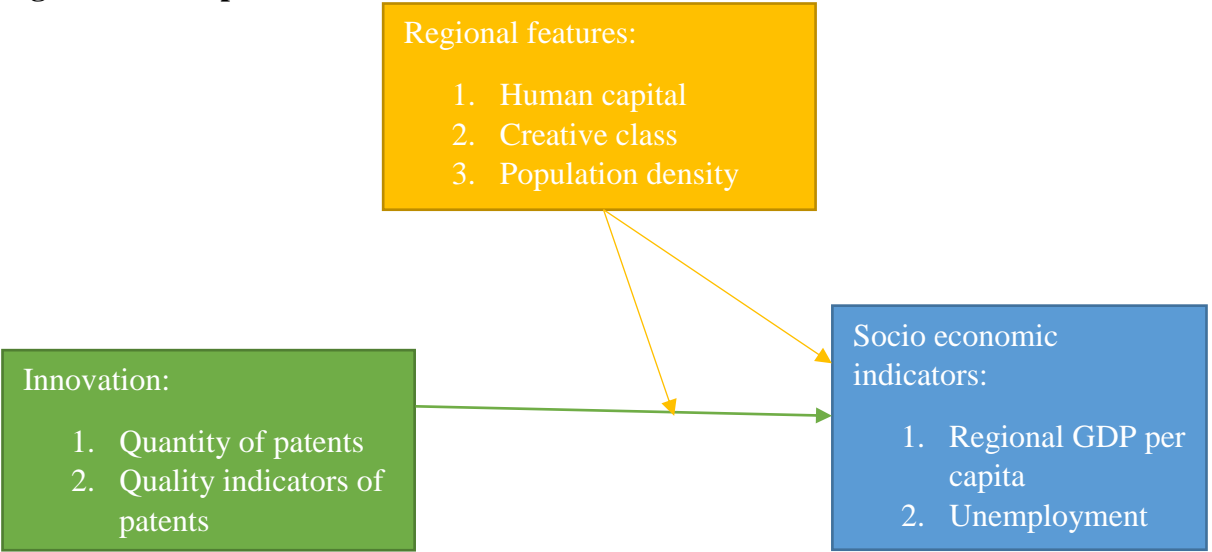 Regional features:
1. Human capital
2. Creative class
3. Population density
Innovation:
1. Quantity of patents
2. Quality indicators of
patents
Socio economic
indicators:
1. Regional GDP per
capita
2. Unemployment